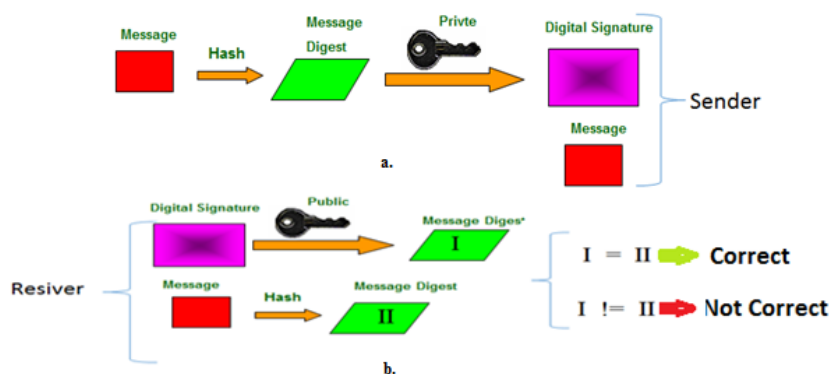 Message
Hash
Message
Digest
Privte
Digital Signature
Message
Sender
a.
Resiver
Digital Signature
Public
Message Diges
I
Message
Hash
Message Digest
II
I = II Correct
I != II Not Correct
b.